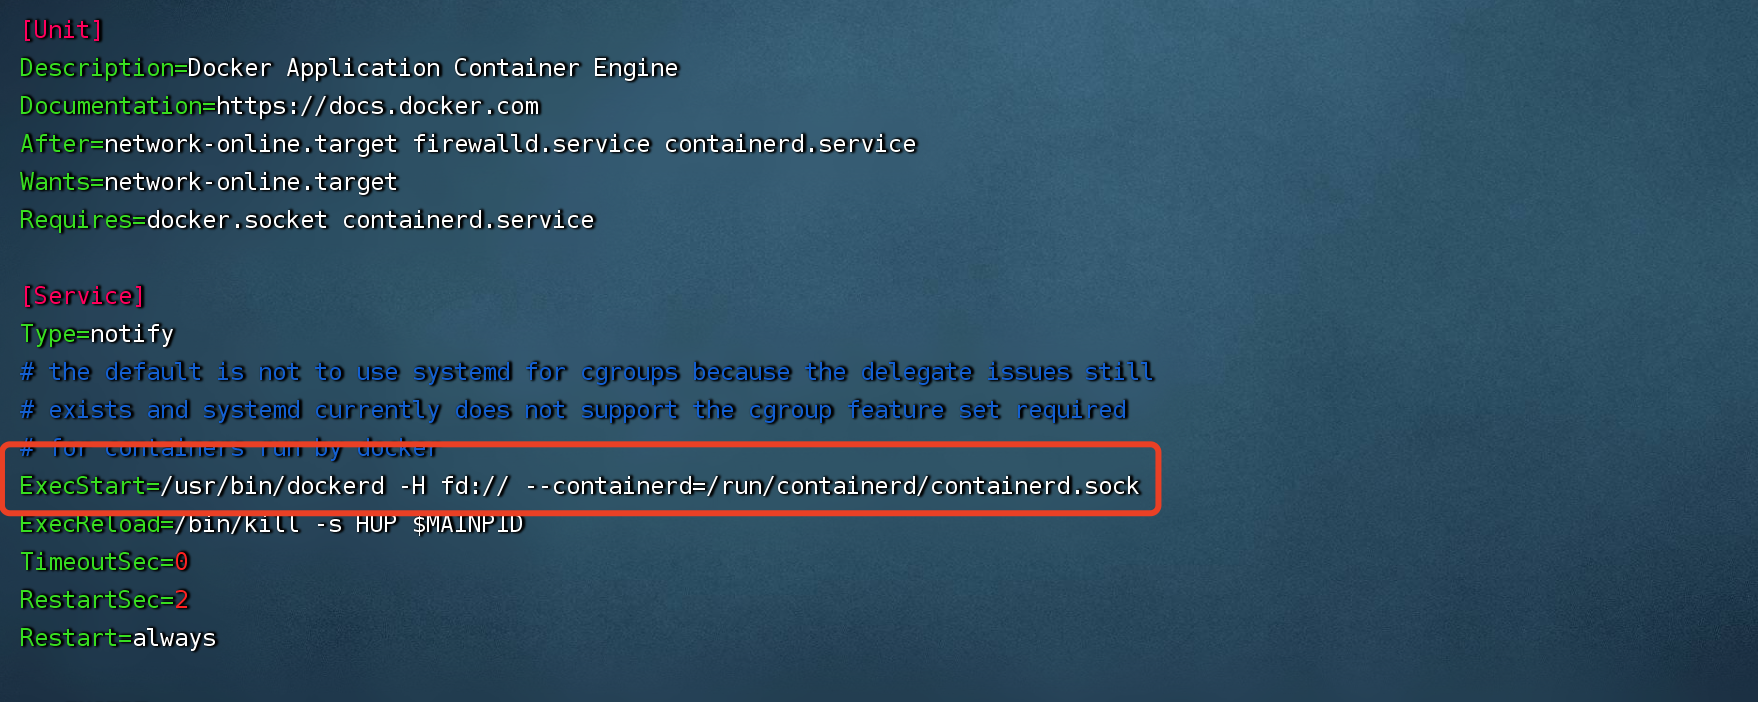 [Unit]
Description=Docker Application Container Engine
Documentation=https://docs.docker.com
After=network-online.target firewalld.service containerd.service
Wants=network-online.target
Requires=docker.socket containerd.service
[Service]
Type=notify
# the default is not to use systemd for cgroups because the delegate issues still
# exists and systemd currently does not support the cgroup feature set required
# for containers run by docker
ExecStart=/usr/bin/dockerd -H fd:// --containerd=/run/containerd/containerd.sock
ExecReload=/bin/kill -s HUP $MAINPID
TimeoutSec=0
RestartSec=2
Restart=always